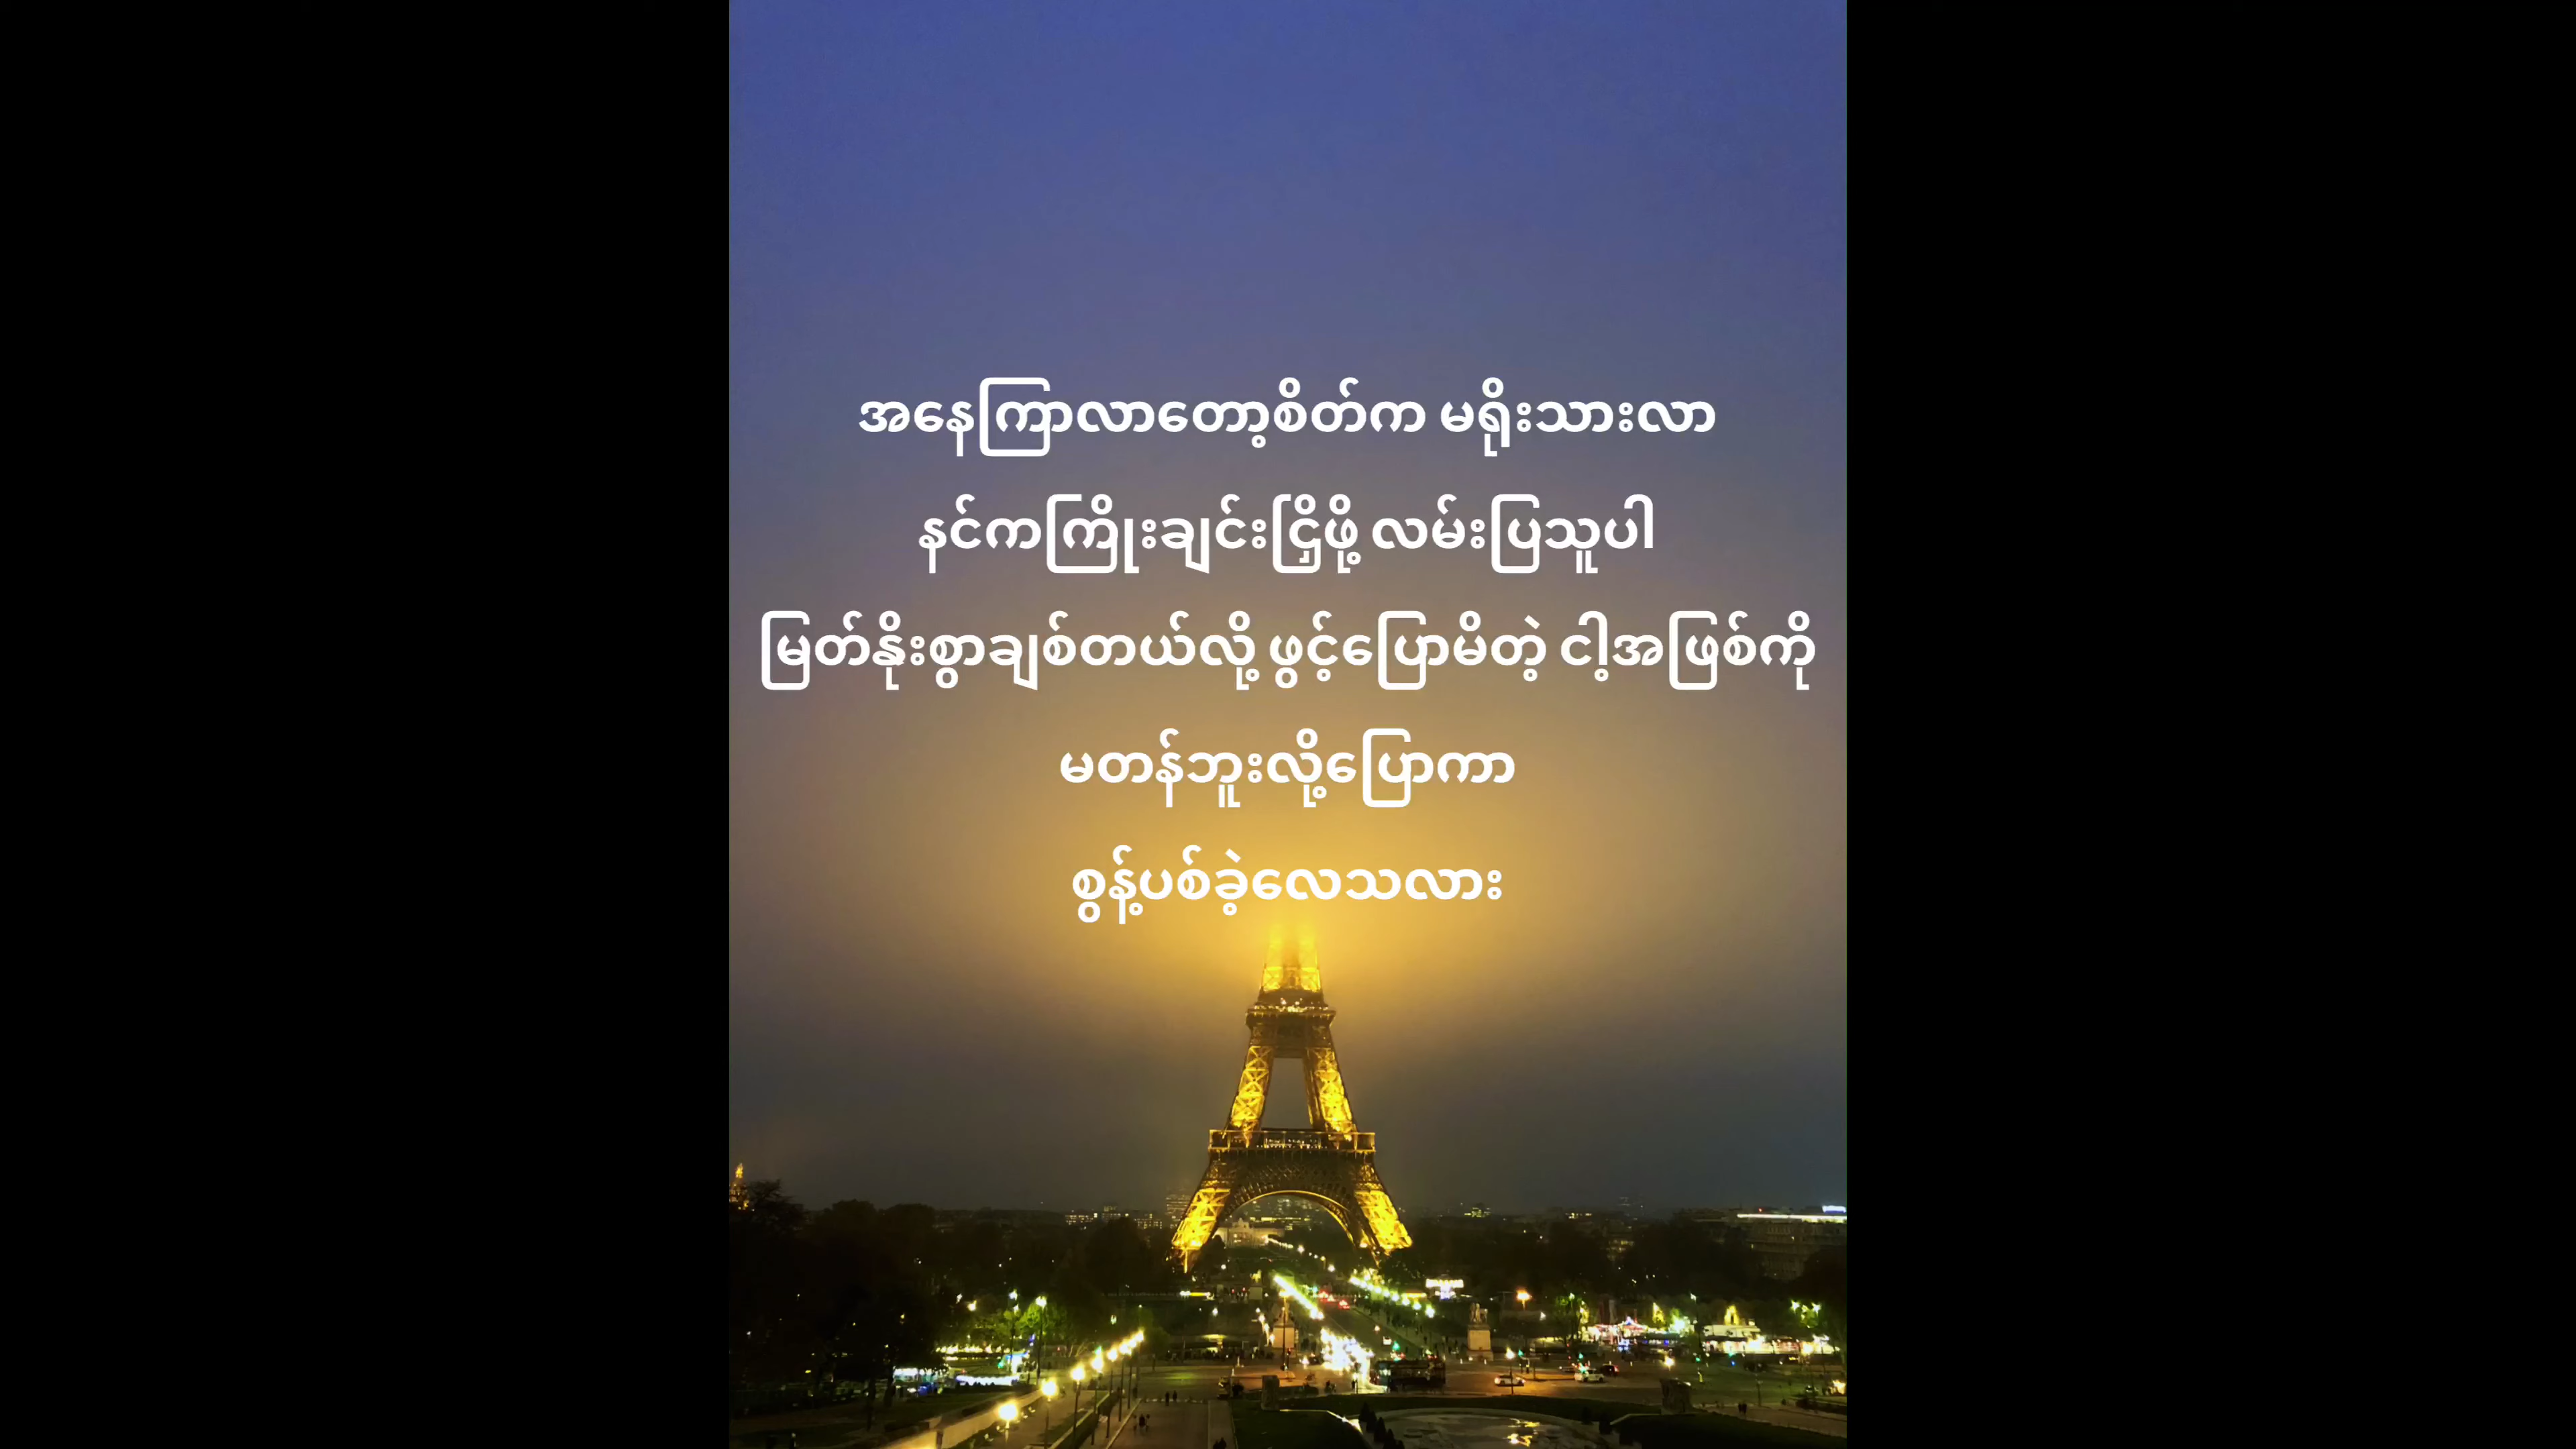 အနေကြာလာတော့စိတ်က မရိုးသားလာ
နင်ကကြိုးချင်းငြှိဖို့ လမ်းပြသူပါ
မြတ်နိုးစွာချစ်တယ်လို့ ဖွင့်ပြောမိတဲ့ ငါ့အဖြစ်ကို
မတန်ဘူးလို့ပြောကာ
စွန့်ပစ်ခဲ့လေသလား